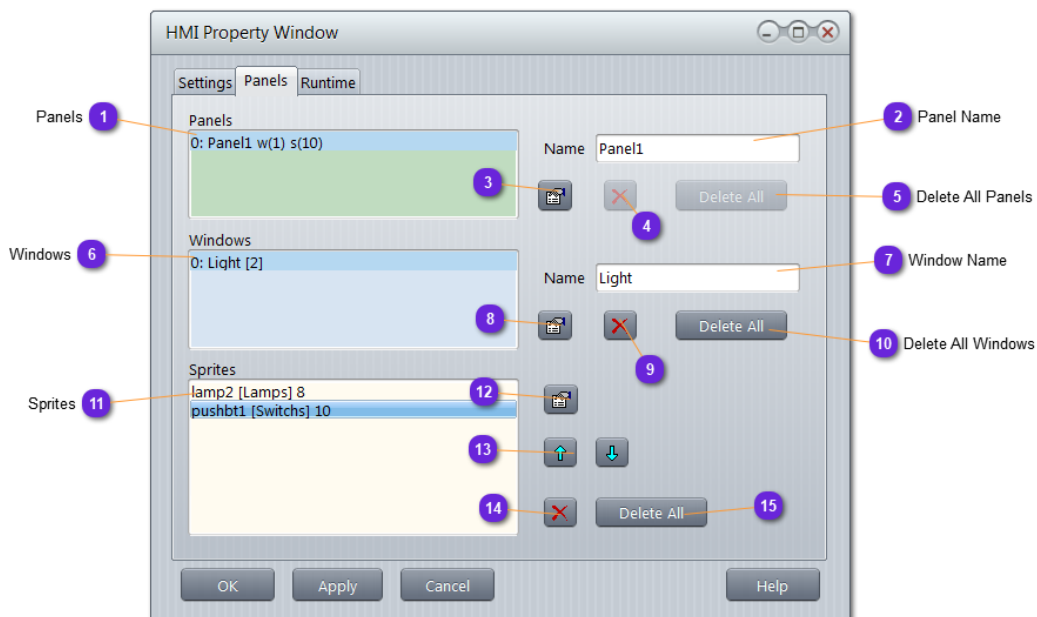 HMI Property Window
Settings Panels Runtime
Panels 1
Panels
0: Panel1 w(1) s(10)
Name Panel1
2 Panel Name
3
4
Delete All
5 Delete All Panels
Windows 6
Windows
0: Light [2]
Name Light
7 Window Name
8
9
Delete All
10 Delete All Windows
Sprites 11
Sprites
lamp2 [Lamps] 8
pushbt1 [Switchs] 10
12
13
14
Delete All
15
OK Apply Cancel Help